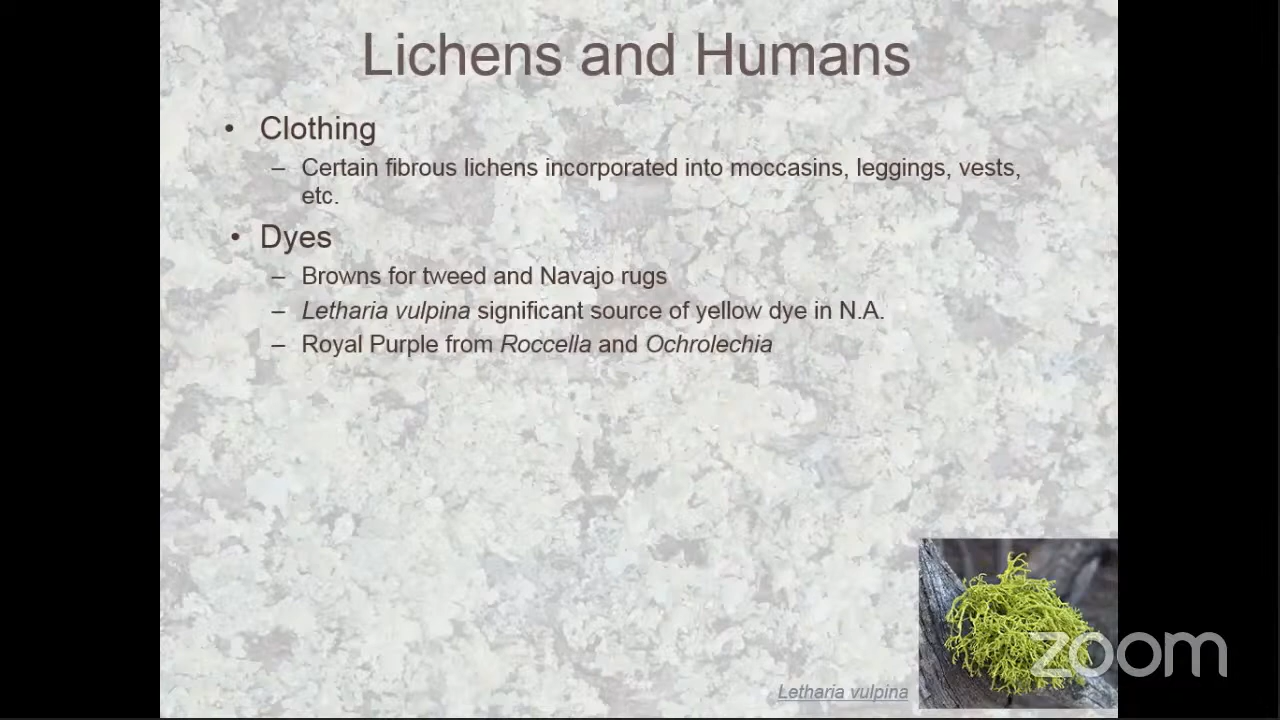 Lichens and Humans
• Clothing
– Certain fibrous lichens incorporated into moccasins, leggings, vests,
etc.
• Dyes
– Browns for tweed and Navajo rugs
– Letharia vulpina significant source of yellow dye in N.A.
– Royal Purple from Roccella and Ochrolechia
Letharia vulpina
zoom